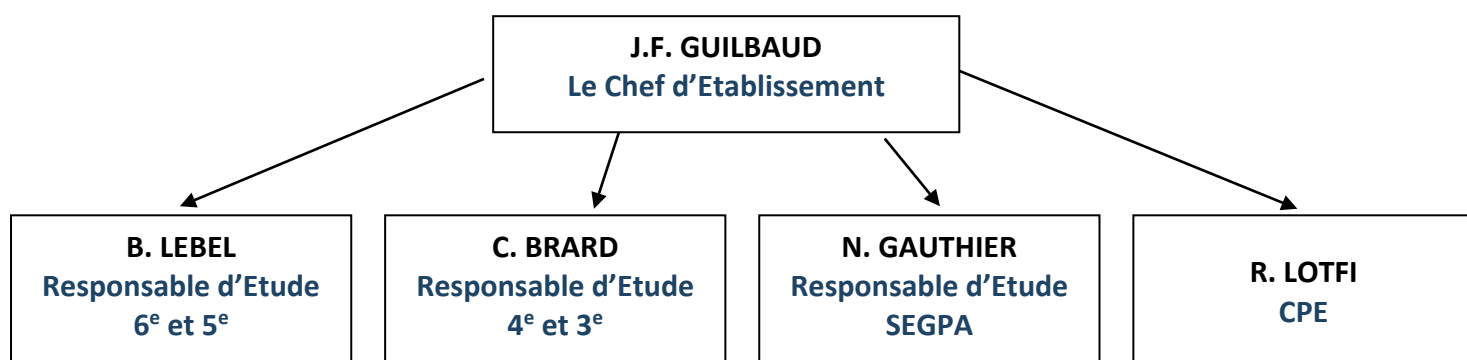 J.F. GUILBAUD
Le Chef d’Etablissement
B. LEBEL
Responsable d’Etude
6e et 5e
C. BRARD
Responsable d’Etude
4e et 3e
N. GAUTHIER
Responsable d’Etude
SEGPA
R. LOTFI
CPE